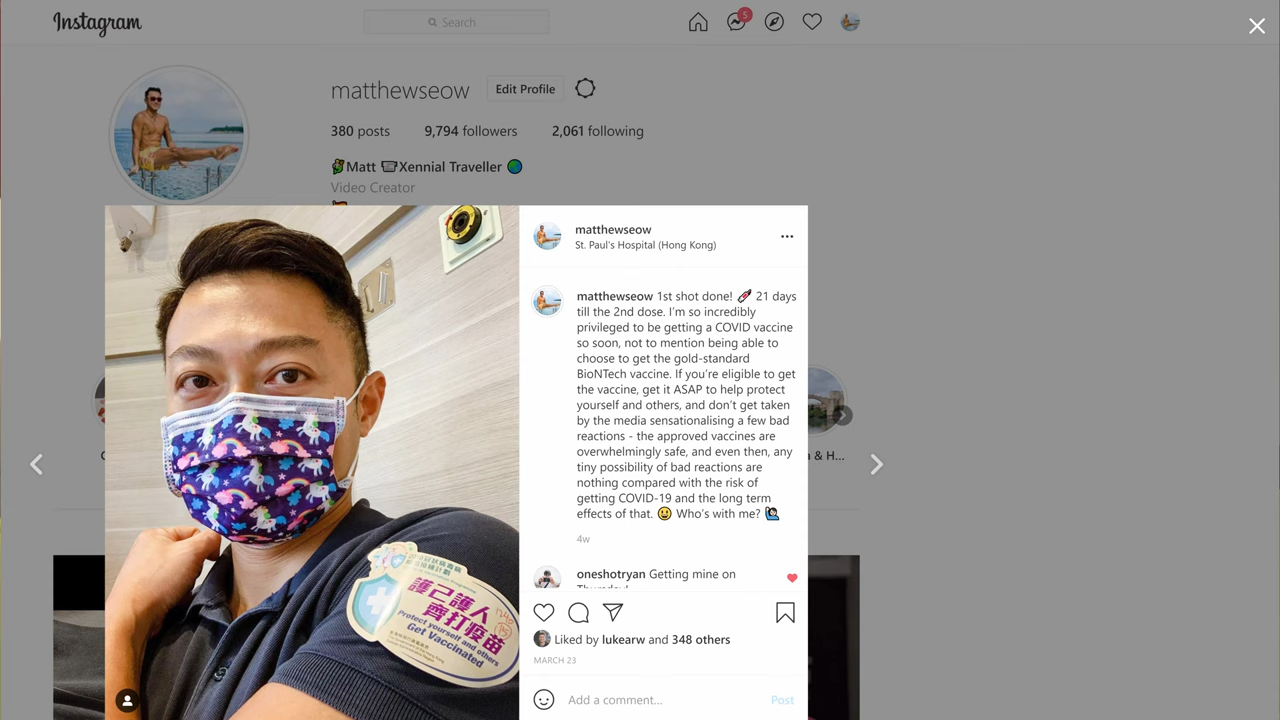 Instagram
Search
5
matthewseow
Edit Profile
380 posts
9,794 followers
2,061 following
Matt Xennial Traveller
Video Creator
matthewseow
St. Paul's Hospital (Hong Kong)
matthewseow 1st shot done! 21 days
till the 2nd dose. I'm so incredibly
privileged to be getting a COVID vaccine
so soon, not to mention being able to
choose to get the gold-standard
BioNTech vaccine. If you're eligible to get
the vaccine, get it ASAP to help protect
yourself and others, and don't get taken
by the media sensationalising a few bad
reactions - the approved vaccines are
overwhelmingly safe, and even then, any
tiny possibility of bad reactions are
nothing compared with the risk of
getting COVID-19 and the long term
effects of that. 😃 Who's with me?
4w
oneshotryan Getting mine on
Thursday!
Liked by lukearw and 348 others
MARCH 23
Add a comment...
Post
& H...
護己護人
齊打疫苗
Protect yourself and others
Get Vaccinated